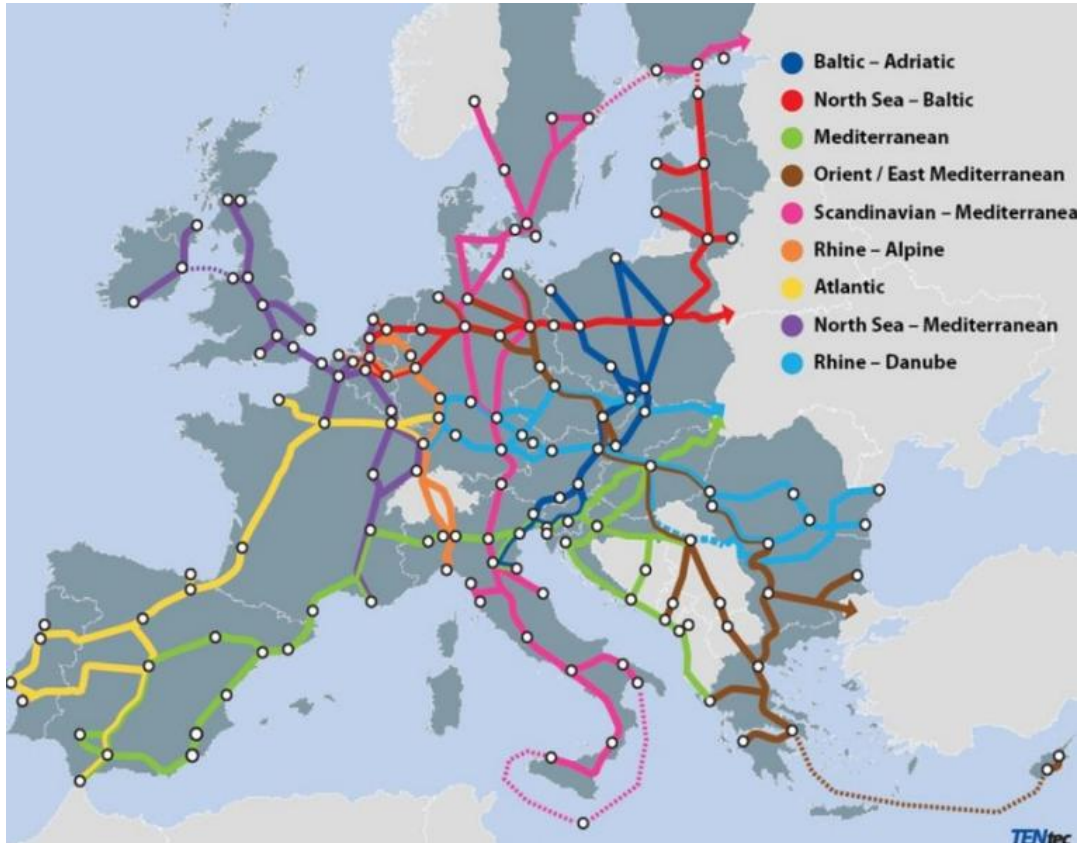 Baltic – Adriatic
North Sea – Baltic
Mediterranean
Orient / East Mediterranean
Scandinavian – Mediterranea
Rhine – Alpine
Atlantic
North Sea – Mediterranean
Rhine – Danube
TENtec